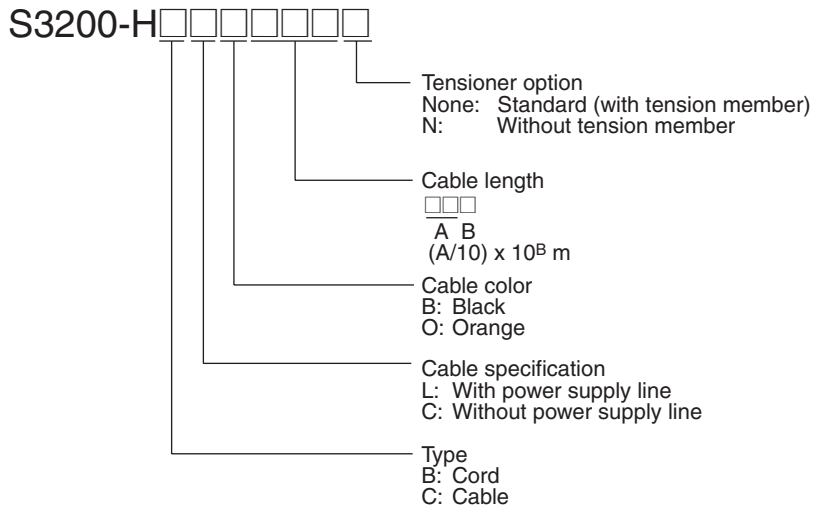 S3200-H□□□□□□□
Tensioner option
None: Standard (with tension member)
N: Without tension member
Cable length
□□□
A B
(A/10) x 10ᴮ m
Cable color
B: Black
O: Orange
Cable specification
L: With power supply line
C: Without power supply line
Type
B: Cord
C: Cable